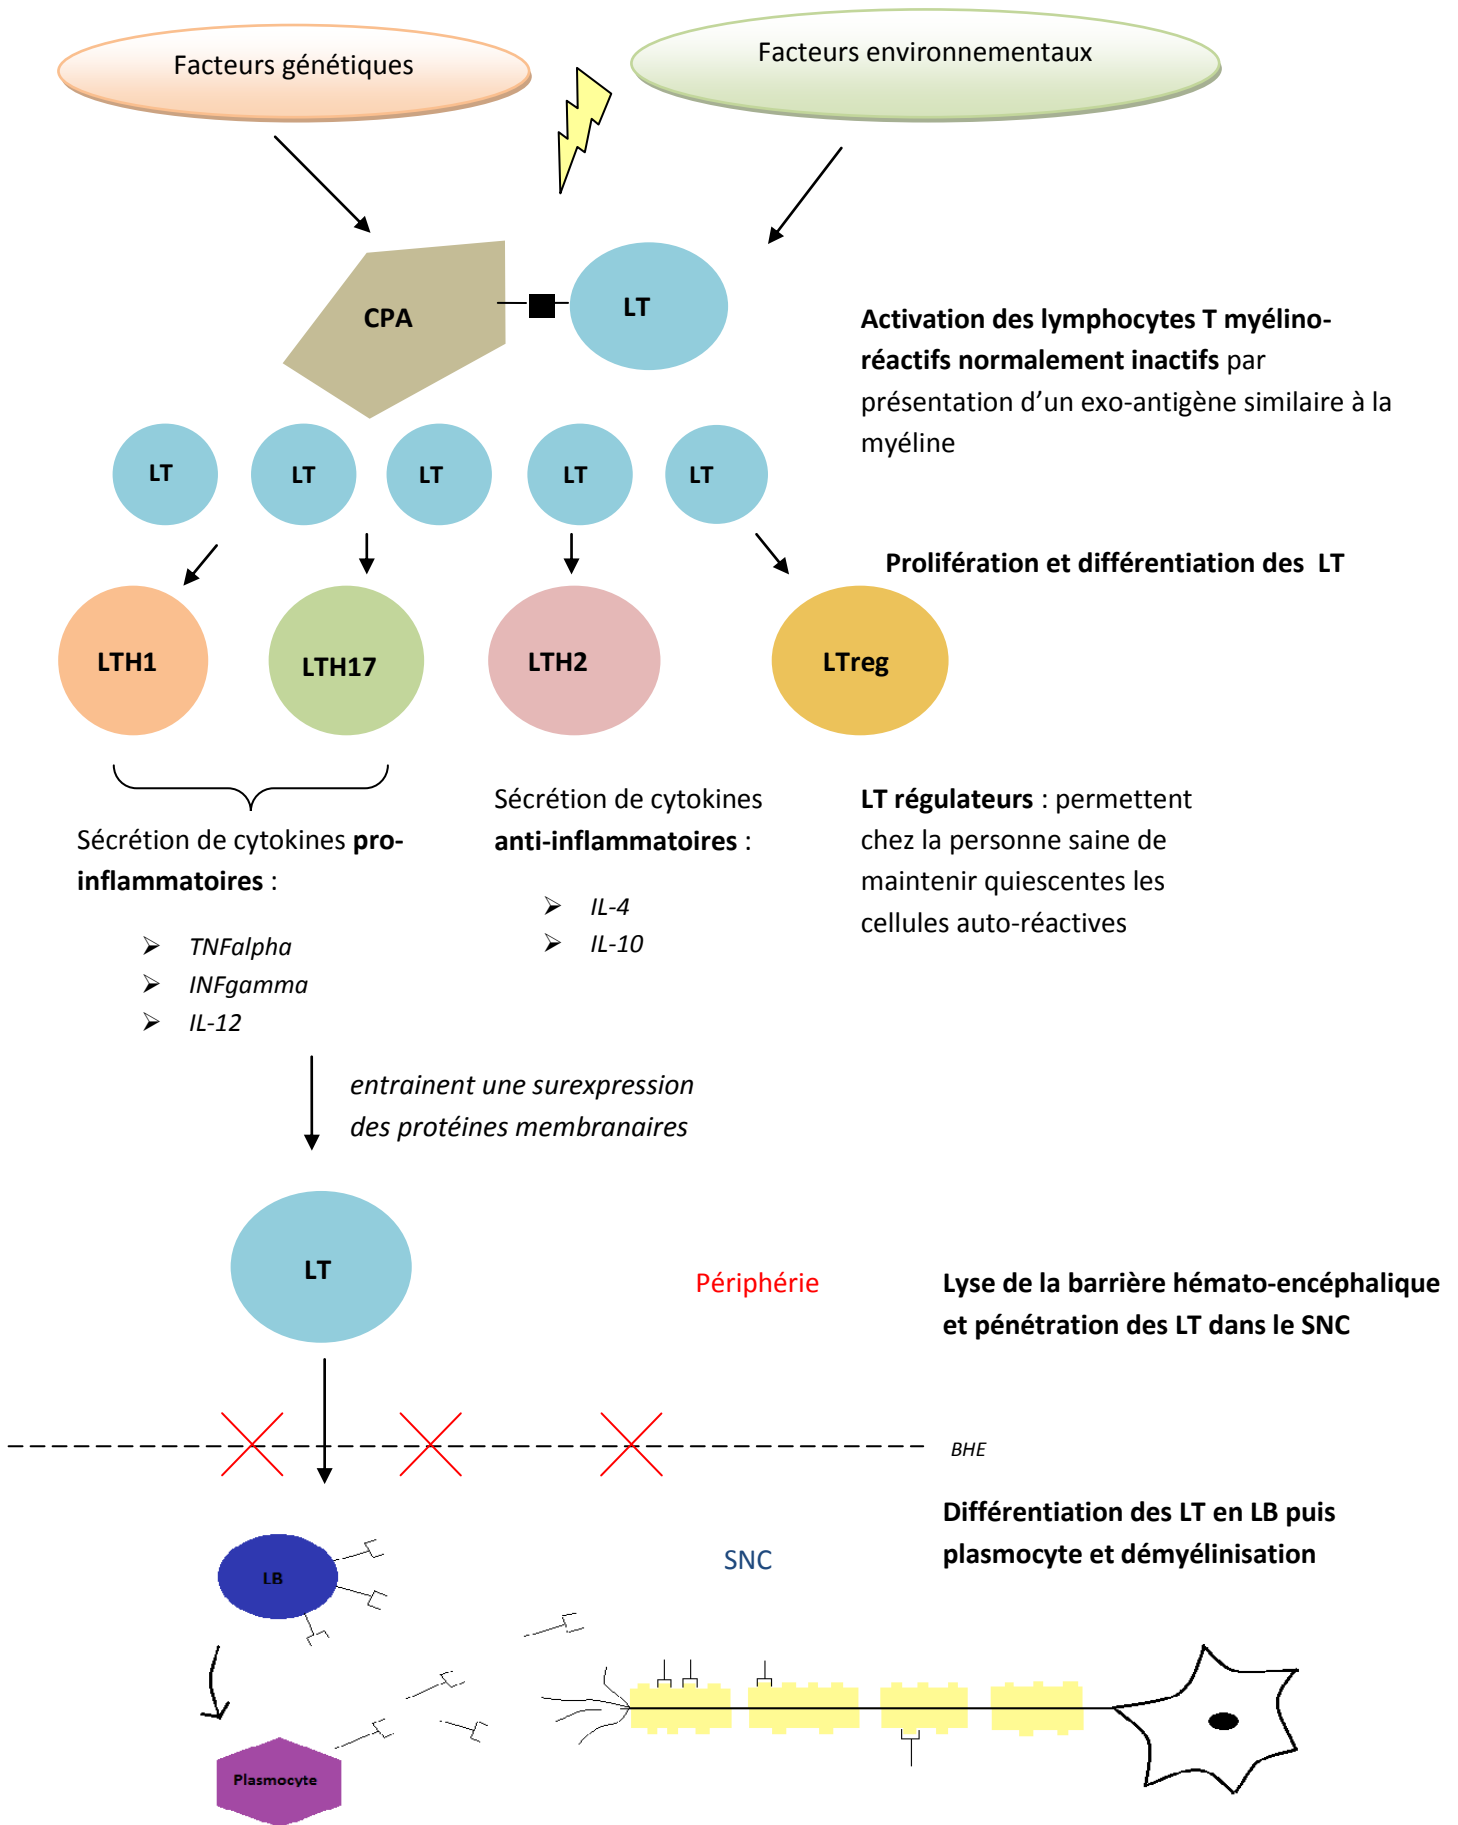 Facteurs génétiques
Facteurs environnementaux
CPA
LT
Activation des lymphocytes T myélino-
réactifs normalement inactifs par
présentation d’un exo-antigène similaire à la
myéline
LT
LT
LT
LT
LT
Prolifération et différentiation des LT
LTH1
LTH17
LTH2
LTreg
Sécrétion de cytokines pro-
inflammatoires :
➢ TNFalpha
➢ INFgamma
➢ IL-12
Sécrétion de cytokines
anti-inflammatoires :
➢ IL-4
➢ IL-10
LT régulateurs : permettent
chez la personne saine de
maintenir quiescentes les
cellules auto-réactives
entrainent une surexpression
des protéines membranaires
LT
Périphérie
Lyse de la barrière hémato-encéphalique
et pénétration des LT dans le SNC
BHE
Différentiation des LT en LB puis
plasmocyte et démyélinisation
LB
SNC
Plasmocyte